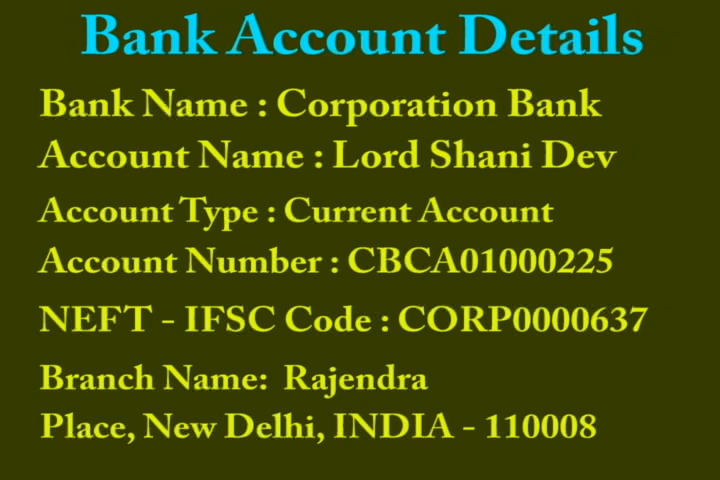 Bank Account Details
Bank Name : Corporation Bank
Account Name : Lord Shani Dev
Account Type : Current Account
Account Number : CBCA01000225
NEFT - IFSC Code : CORP0000637
Branch Name: Rajendra
Place, New Delhi, INDIA - 110008